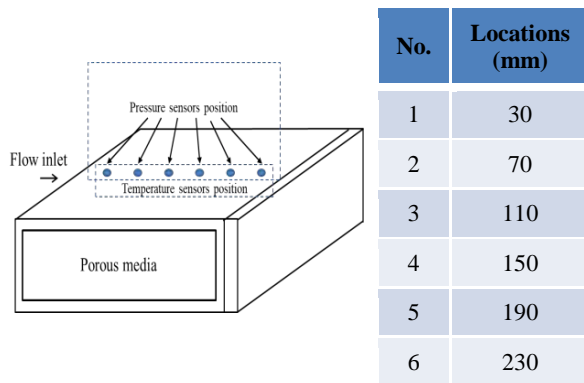 Pressure sensors position
Flow inlet
Temperature sensors position
Porous media
No. Locations (mm)
1 30
2 70
3 110
4 150
5 190
6 230